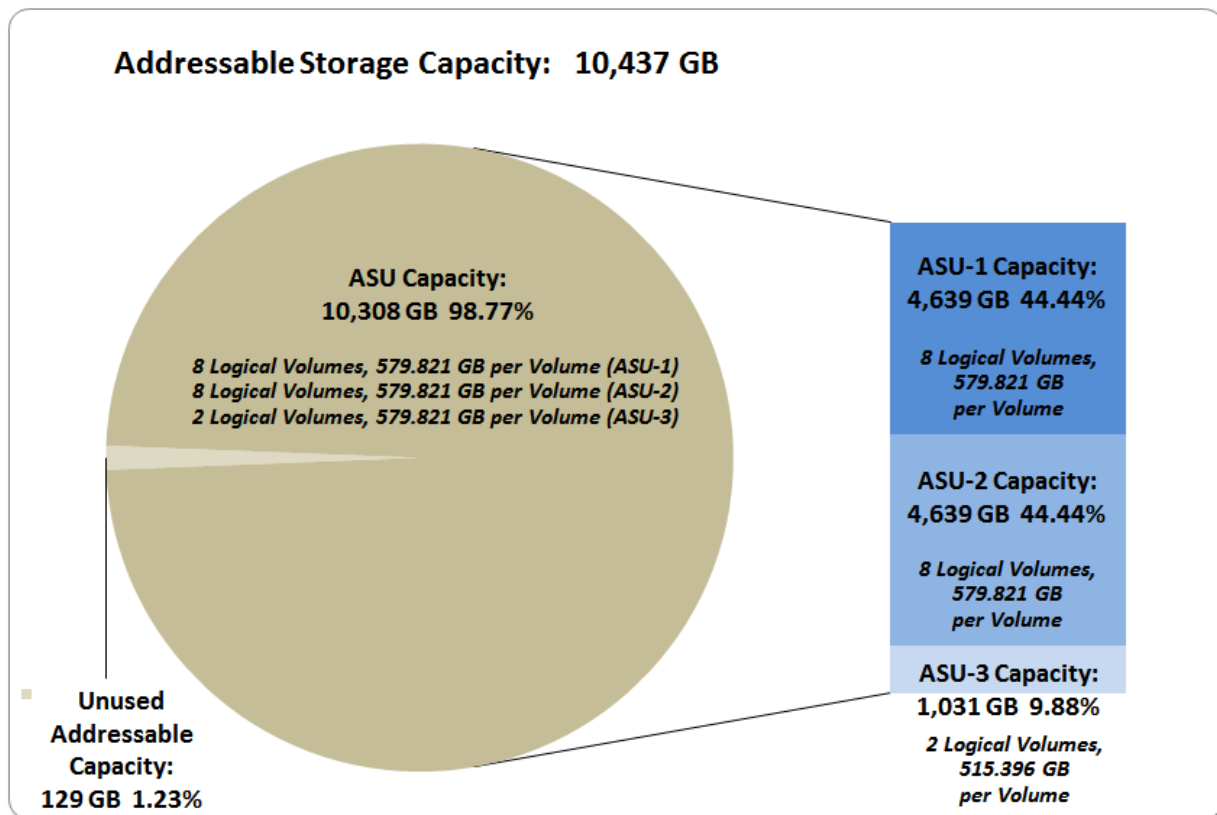 Addressable Storage Capacity: 10,437 GB
ASU Capacity:
10,308 GB 98.77%
8 Logical Volumes, 579.821 GB per Volume (ASU-1)
8 Logical Volumes, 579.821 GB per Volume (ASU-2)
2 Logical Volumes, 579.821 GB per Volume (ASU-3)
ASU-1 Capacity:
4,639 GB 44.44%
8 Logical Volumes,
579.821 GB
per Volume
ASU-2 Capacity:
4,639 GB 44.44%
8 Logical Volumes,
579.821 GB
per Volume
ASU-3 Capacity:
1,031 GB 9.88%
2 Logical Volumes,
515.396 GB
per Volume
Unused
Addressable
Capacity:
129 GB 1.23%